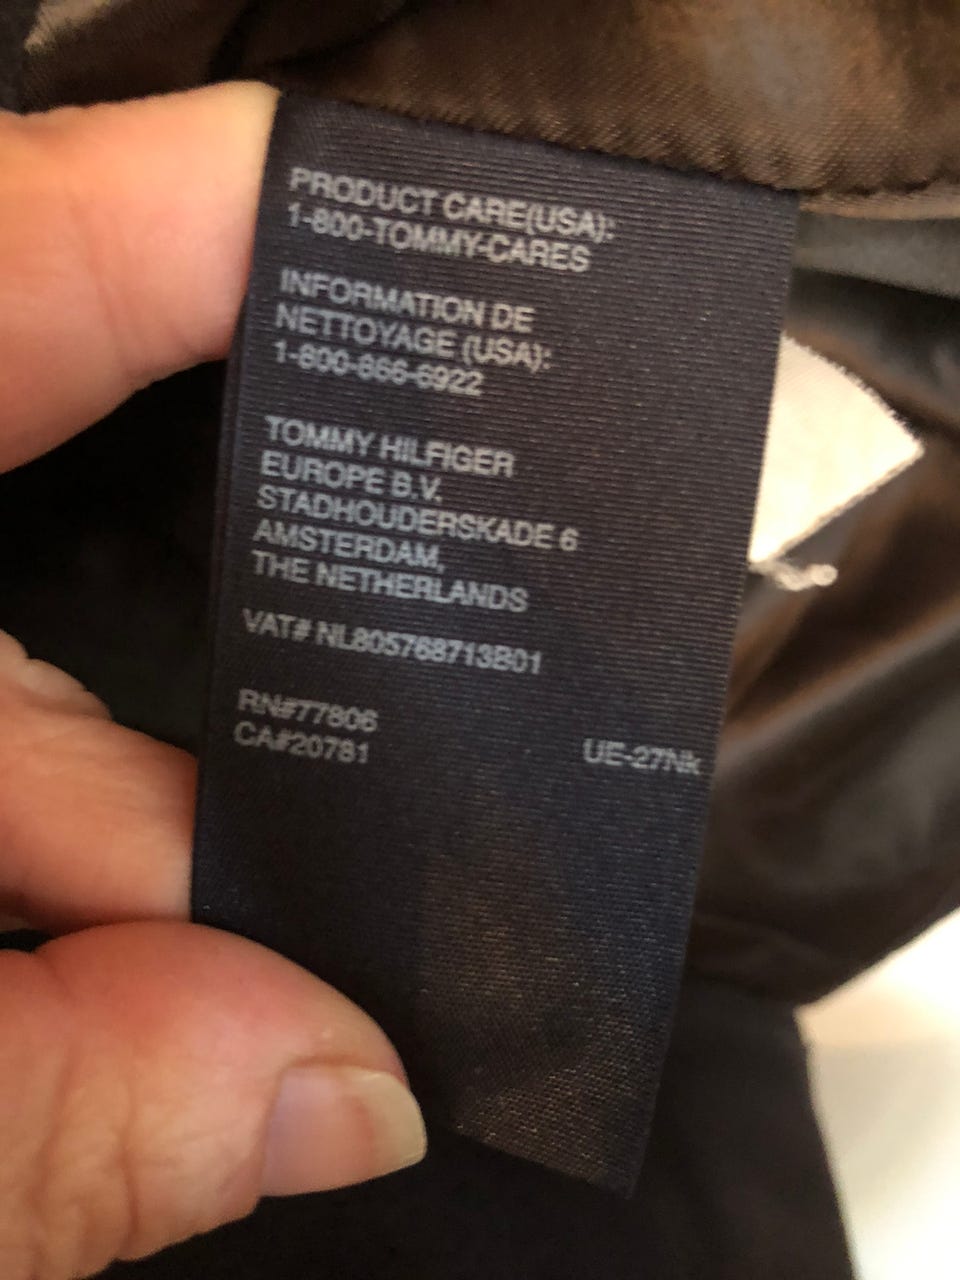 PRODUCT CARE(USA):
1-800-TOMMY-CARES
INFORMATION DE
NETTOYAGE (USA):
1-800-866-6922
TOMMY HILFIGER
EUROPE B.V.
STADHOUDERSKADE 6
AMSTERDAM,
THE NETHERLANDS
VAT# NL805768713B01
RN#77806
CA#20781
UE-27Nk